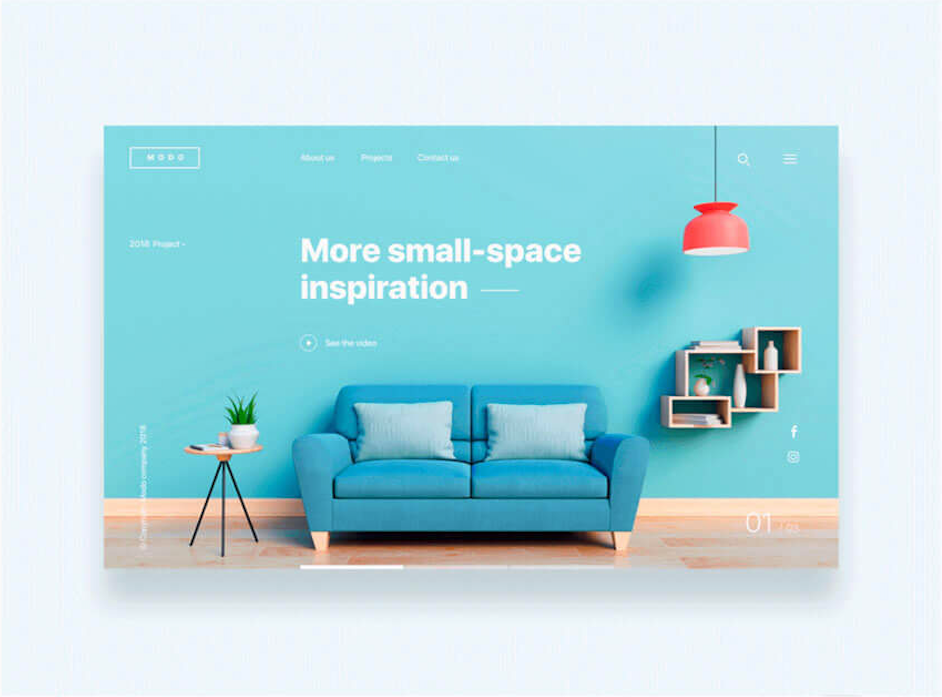 MODO
About us
Projects
Contact us
2018 Project -
More small-space
inspiration
See the video
© Copyright Modo company 2018
01 / 03